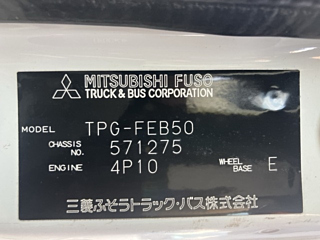 MITSUBISHI FUSO
TRUCK & BUS CORPORATION
MODEL TPG-FEB50
CHASSIS NO. 571275
ENGINE 4P10 WHEEL BASE E
三菱ふそうトラック・バス株式会社